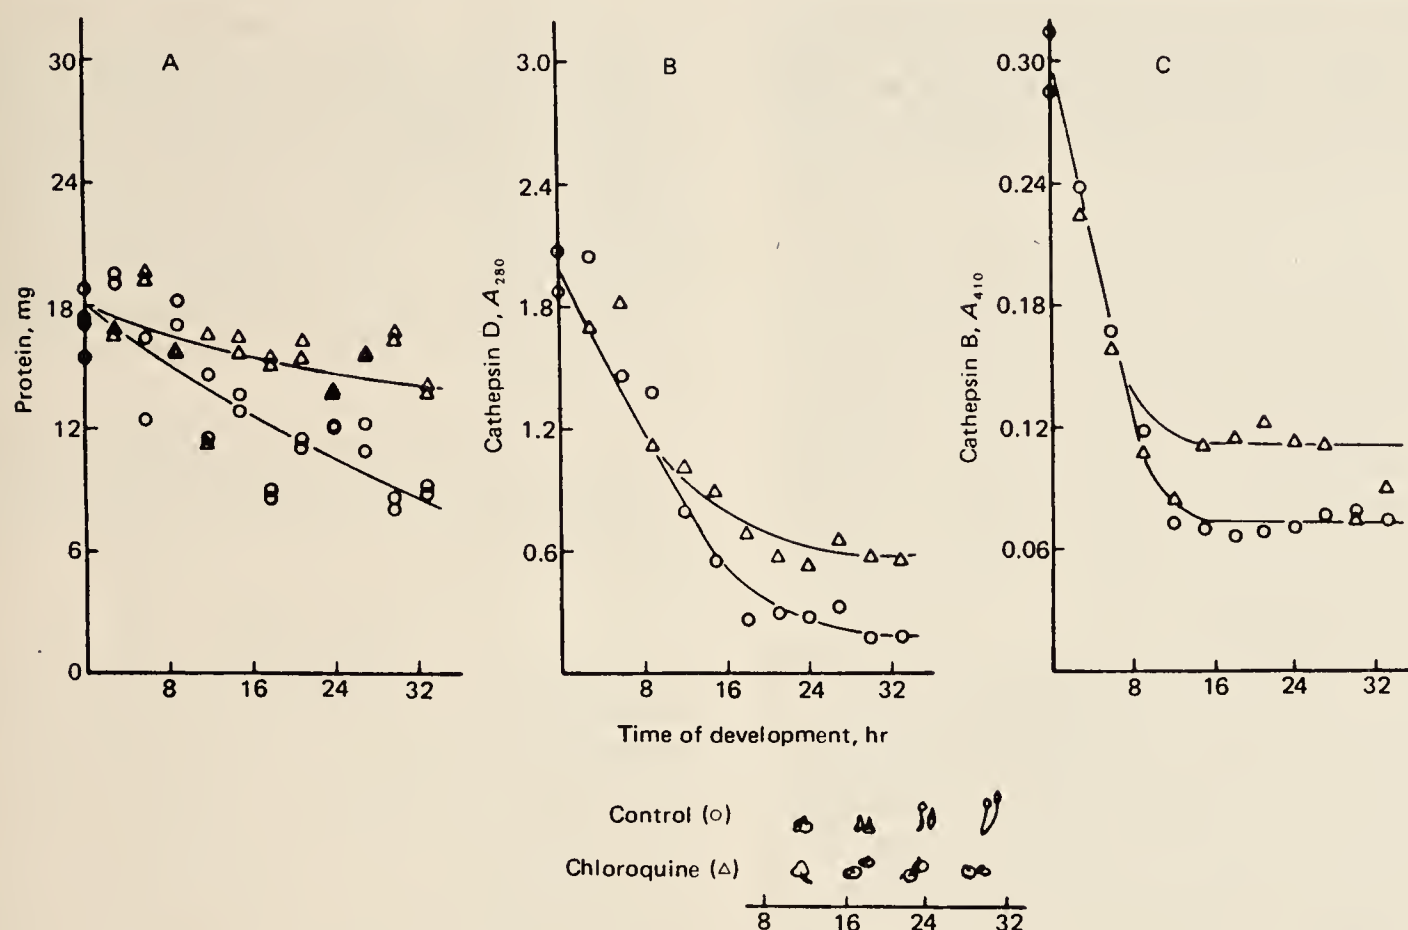 A
30
24
18
12
6
0
8 16 24 32
Protein, mg
B
3.0
2.4
1.8
1.2
0.6
8 16 24 32
Cathepsin D, A280
C
0.30
0.24
0.18
0.12
0.06
8 16 24 32
Cathepsin B, A410
Time of development, hr
Control (○)
Chloroquine (△)
8 16 24 32